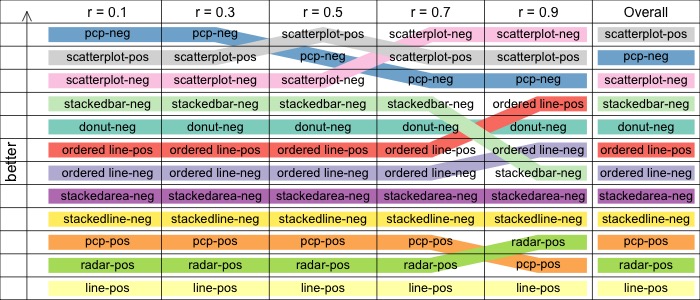 r = 0.1 r = 0.3 r = 0.5 r = 0.7 r = 0.9 Overall
pcp-neg pcp-neg scatterplot-pos scatterplot-neg scatterplot-neg scatterplot-pos
scatterplot-pos scatterplot-pos pcp-neg scatterplot-pos scatterplot-pos pcp-neg
scatterplot-neg scatterplot-neg scatterplot-neg pcp-neg pcp-neg scatterplot-neg
stackedbar-neg stackedbar-neg stackedbar-neg stackedbar-neg ordered line-pos stackedbar-neg
donut-neg donut-neg donut-neg donut-neg donut-neg donut-neg
ordered line-pos ordered line-pos ordered line-pos ordered line-pos ordered line-neg ordered line-pos
ordered line-neg ordered line-neg ordered line-neg ordered line-neg stackedbar-neg ordered line-neg
stackedarea-neg stackedarea-neg stackedarea-neg stackedarea-neg stackedarea-neg stackedarea-neg
stackedline-neg stackedline-neg stackedline-neg stackedline-neg stackedline-neg stackedline-neg
pcp-pos pcp-pos pcp-pos pcp-pos radar-pos pcp-pos
radar-pos radar-pos radar-pos radar-pos pcp-pos radar-pos
line-pos line-pos line-pos line-pos line-pos line-pos
better